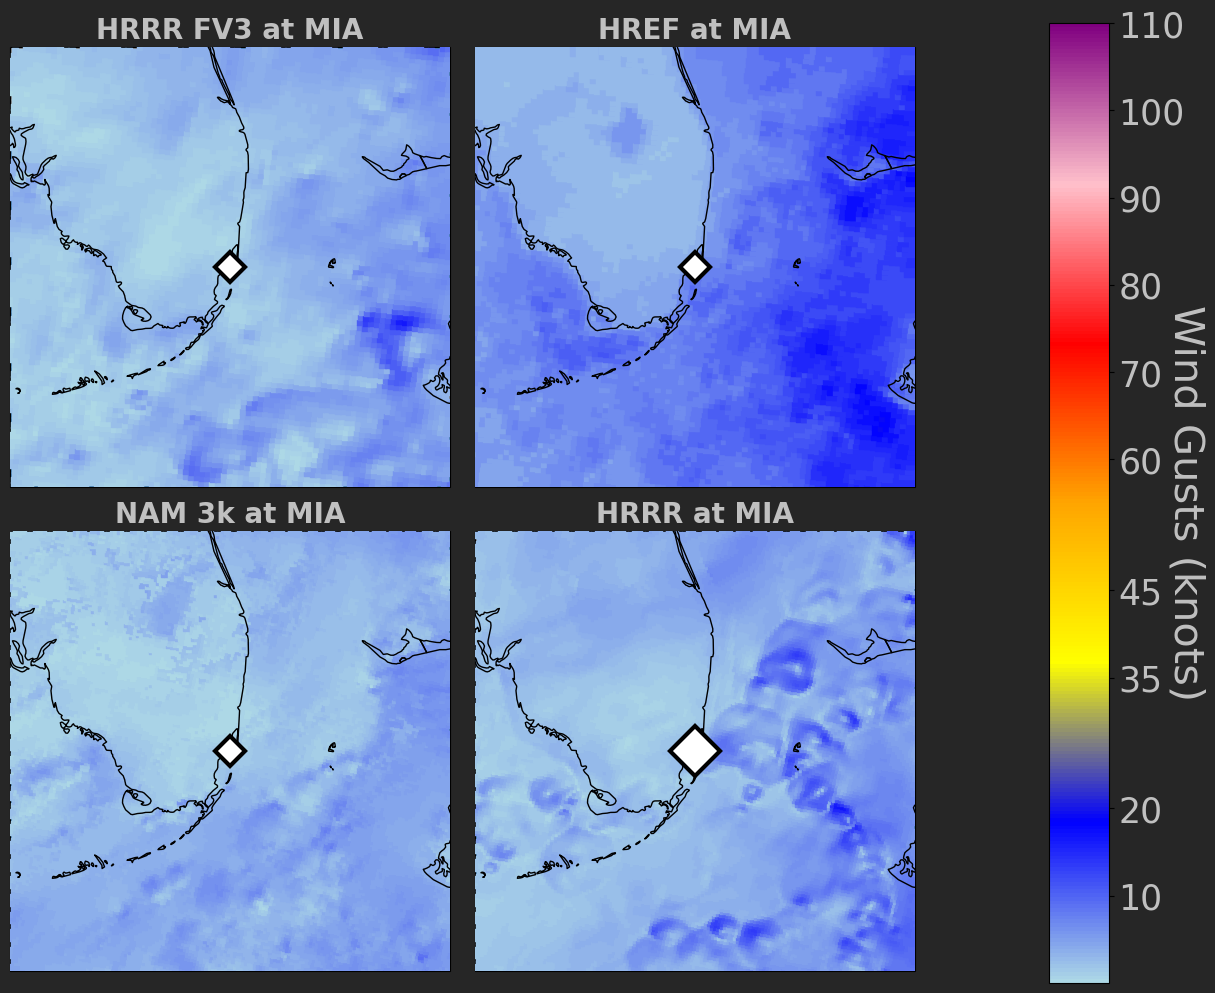 HRRR FV3 at MIA
HREF at MIA
NAM 3k at MIA
HRRR at MIA
110
100
90
80
70
60
45
35
20
10
Wind Gusts (knots)